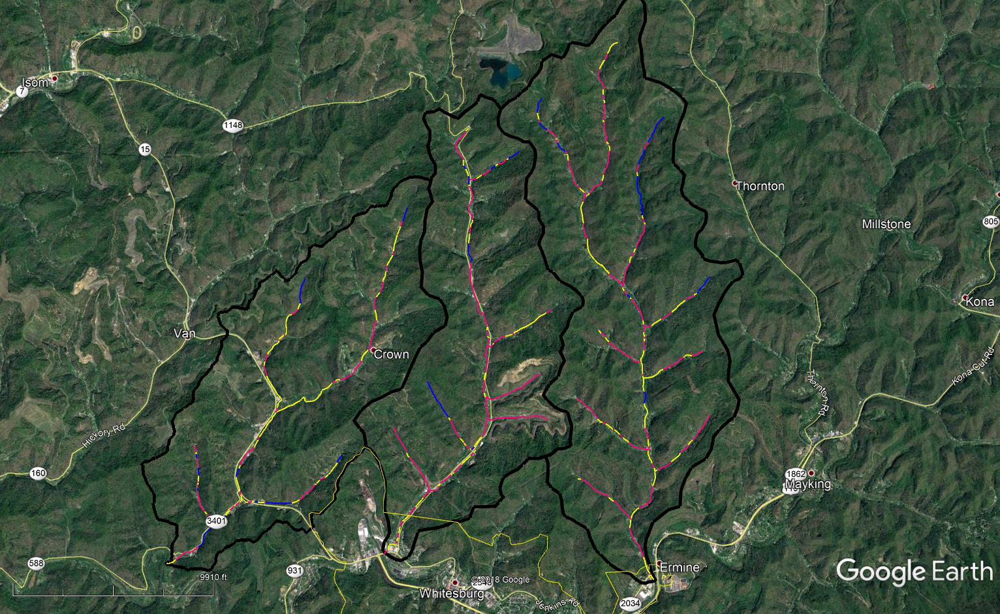 Isom
7
1148
15
Thornton
Millstone
805
Kona
Van
Crown
Kona Cut-Rd
Thornton-Rd
Hickory-Rd
160
1862
Mayking
3401
588
9910 ft
931
Ermine
Google Earth
©2018 Google
Whitesburg
Jenkins-Rd
2034